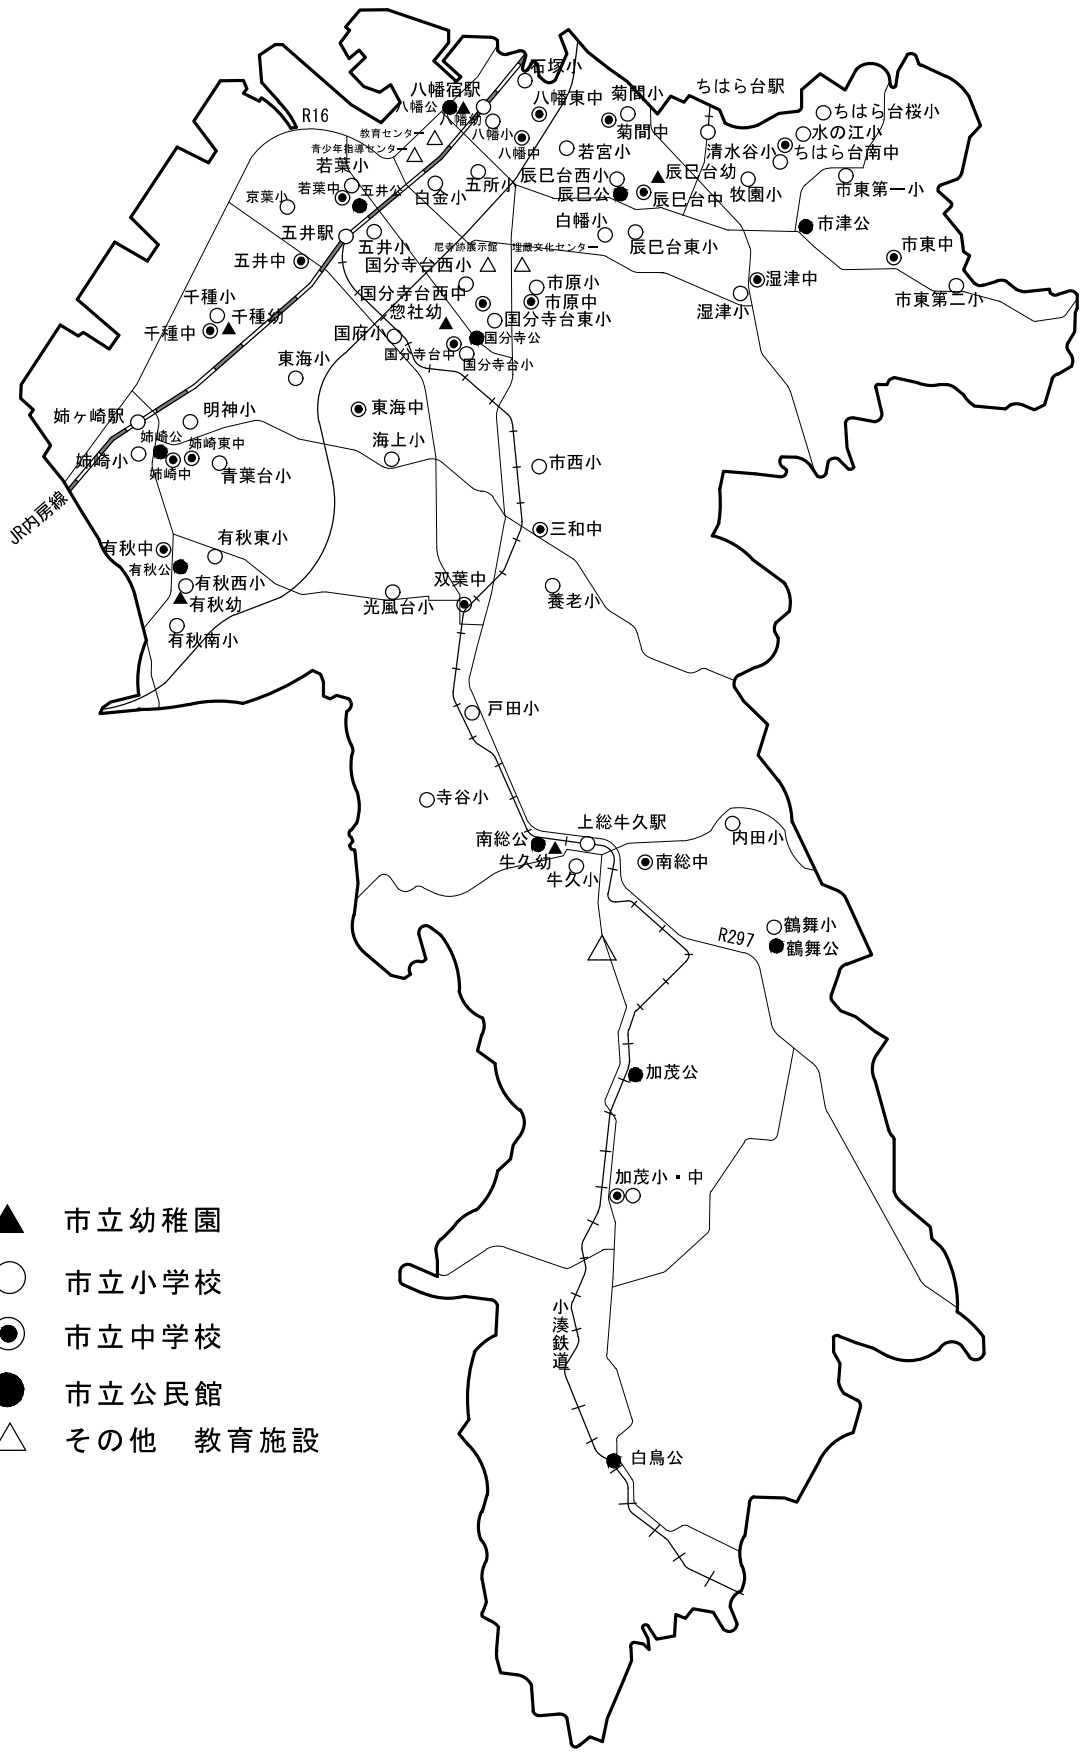 石塚小
八幡宿駅
八幡公
八幡幼
八幡東中
菊間小
菊間中
ちはら台駅
ちはら台桜小
水の江小
清水谷小
ちはら台南中
R16
教育センター
青少年指導センター
八幡小
八幡中
若宮小
若葉小
若葉中
五井公
京葉小
白金小
五所小
辰巳台西小
辰巳台幼
辰巳公
辰巳台中
牧園小
市東第一小
白幡小
辰巳台東小
市津公
五井駅
五井小
五井中
尼寺跡展示館
埋蔵文化センター
市東中
国分寺台西小
国分寺台西中
市原小
市原中
湿津中
湿津小
市東第二小
千種小
千種幼
千種中
惣社幼
国分寺台東小
国府小
国分寺公
国分寺台中
国分寺台小
東海小
姉ヶ崎駅
明神小
東海中
姉崎公
姉崎東中
姉崎小
姉崎中
青葉台小
海上小
市西小
JR内房線
三和中
有秋東小
有秋中
有秋公
有秋西小
有秋幼
有秋南小
双葉中
光風台小
養老小
戸田小
寺谷小
上総牛久駅
南総公
牛久幼
牛久小
南総中
内田小
R297
鶴舞小
鶴舞公
加茂公
加茂小・中
小湊鉄道
白鳥公
市立幼稚園
市立小学校
市立中学校
市立公民館
その他　教育施設